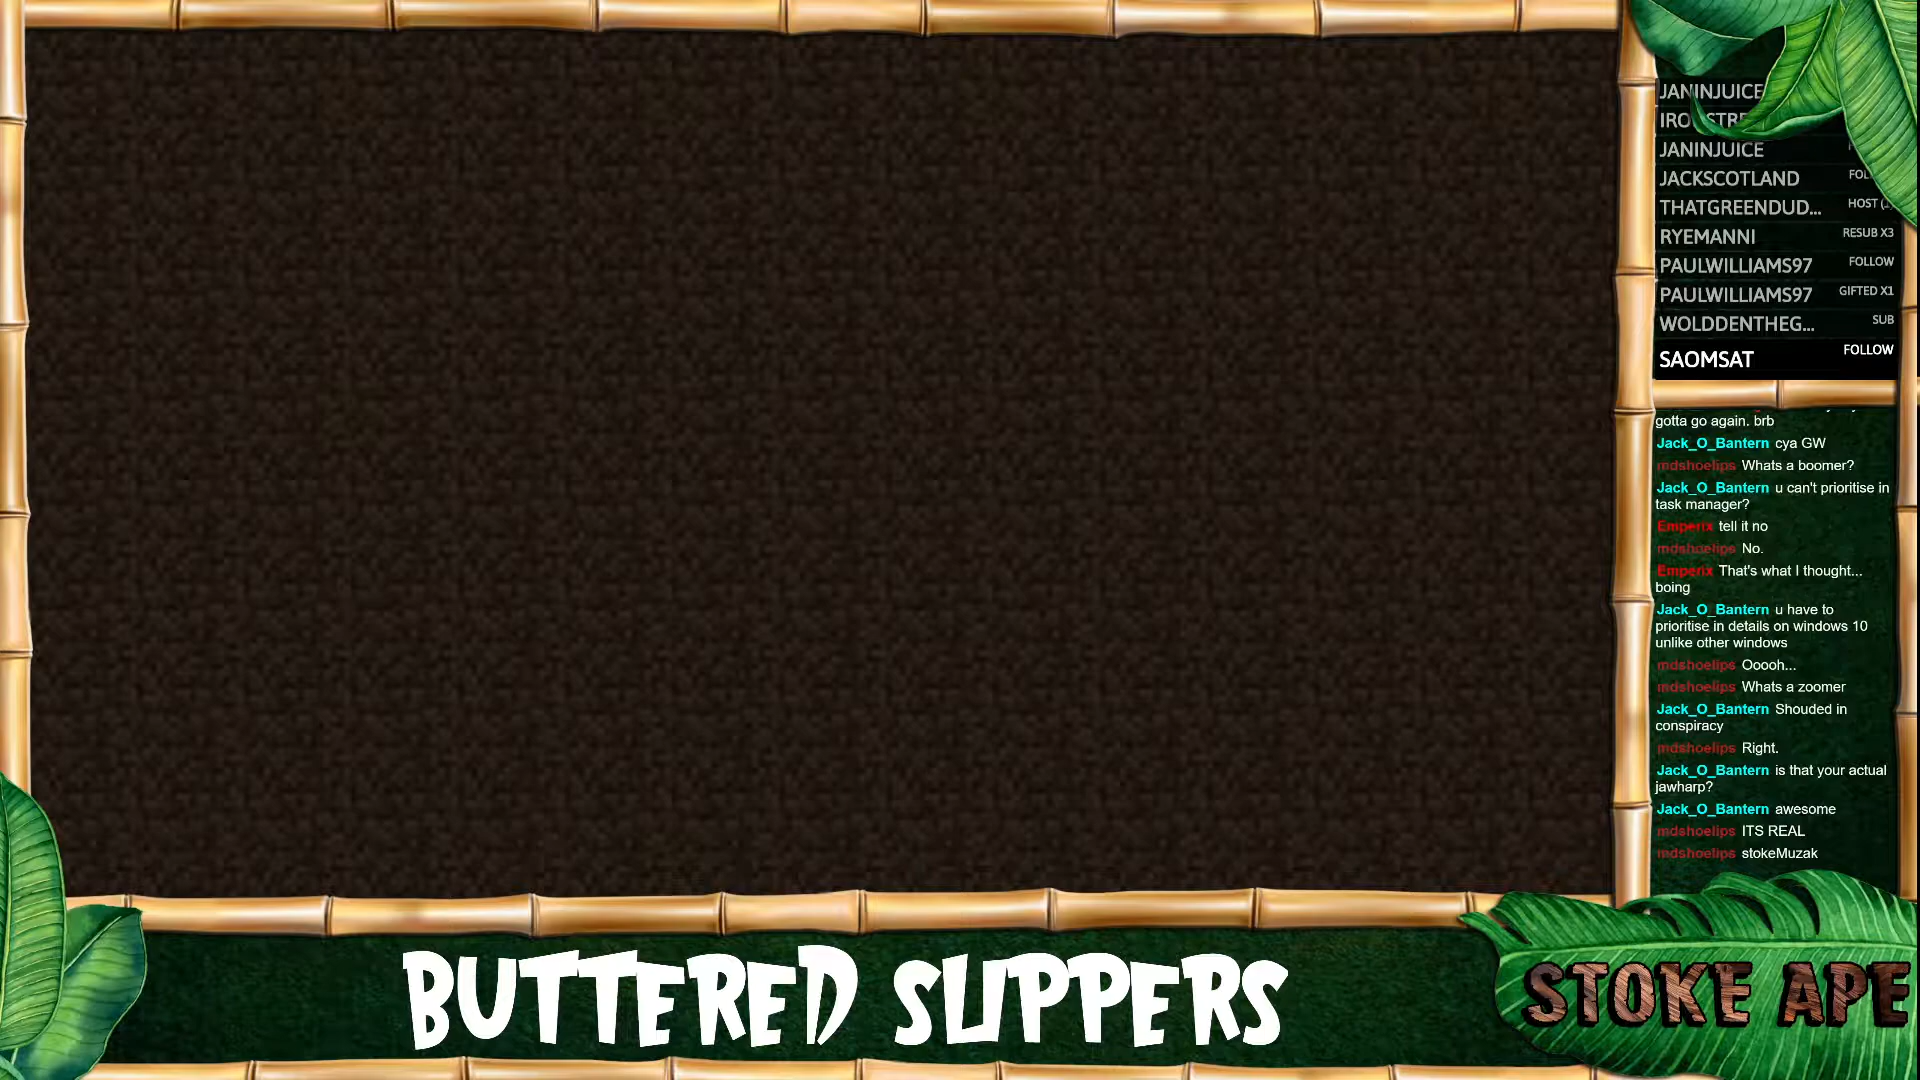 JANINJUICE
JANINJUICE
JACKSCOTLAND
THATGREENDUD... HOST
RYEMANNI RESUB X3
PAULWILLIAMS97 FOLLOW
PAULWILLIAMS97 GIFTED X1
WOLDDENTHEG... SUB
SAOMSAT FOLLOW
gotta go again. brb
Jack_O_Bantern cya GW
mdshoelips Whats a boomer?
Jack_O_Bantern u can't prioritise in
task manager?
Emperix tell it no
mdshoelips No.
Emperix That's what I thought...
boing
Jack_O_Bantern u have to
prioritise in details on windows 10
unlike other windows
mdshoelips Ooooh...
mdshoelips Whats a zoomer
Jack_O_Bantern Shouded in
conspiracy
mdshoelips Right.
Jack_O_Bantern is that your actual
jawharp?
Jack_O_Bantern awesome
mdshoelips ITS REAL
mdshoelips stokeMuzak
BUTTERED SLIPPERS
STOKE APE